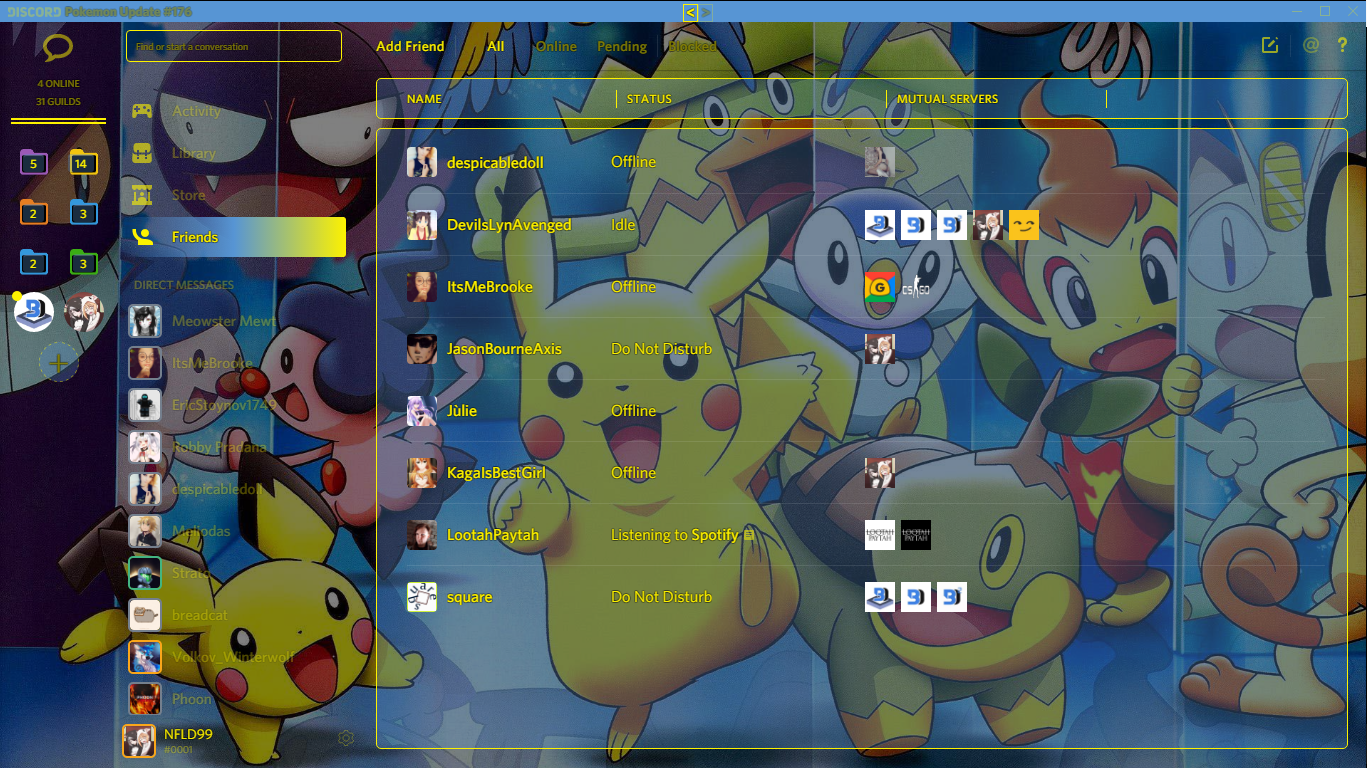 DISCORD Pokemon Update #176
< >
4 ONLINE
31 GUILDS
5
14
2
3
2
3
Find or start a conversation
Activity
Library
Store
Friends
DIRECT MESSAGES
Meowster Mewt
ItsMeBrooke
EricStoynov1749
Robby Pradana
despicabledoll
Meliodas
Strato
breadcat
Volkov_Winterwolf
Phoon
NFLD99
#0001
Add Friend All Online Pending Blocked
@ ?
NAME STATUS MUTUAL SERVERS
despicabledoll Offline
DevilsLynAvenged Idle
ItsMeBrooke Offline G CS GO
JasonBourneAxis Do Not Disturb
Jùlie Offline
KagaIsBestGirl Offline
LootahPaytah Listening to Spotify LOOTAH PAYTAH LOOTAH PAYTAH
square Do Not Disturb